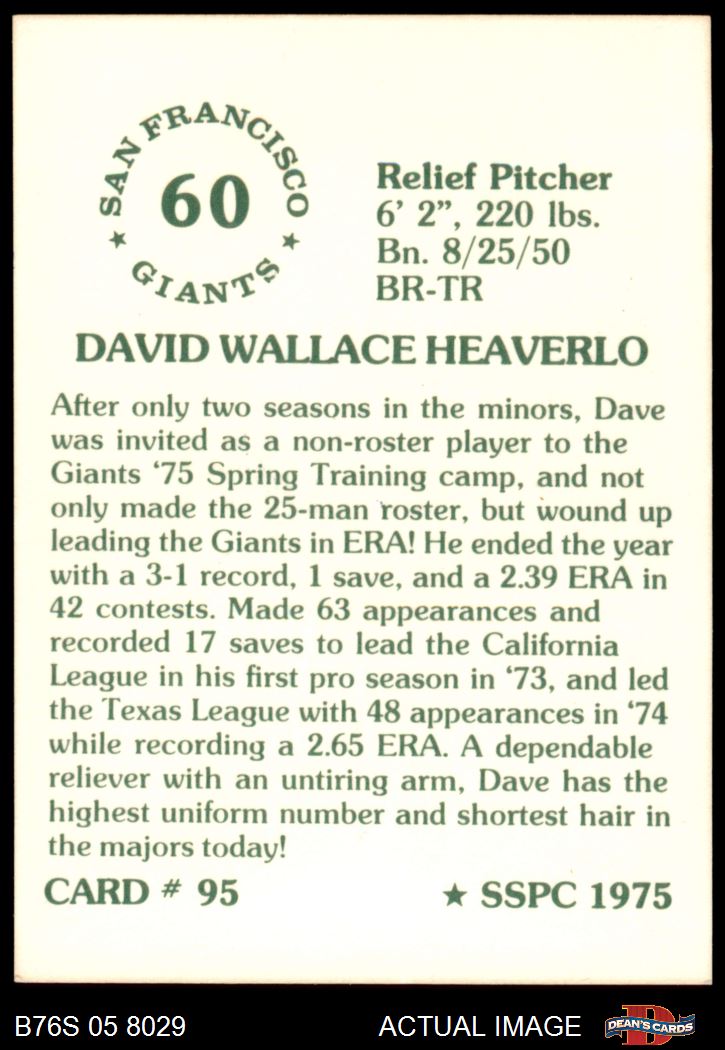 SAN FRANCISCO
60
GIANTS
Relief Pitcher
6’ 2”, 220 lbs.
Bn. 8/25/50
BR-TR
DAVID WALLACE HEAVERLO
After only two seasons in the minors, Dave
was invited as a non-roster player to the
Giants ‘75 Spring Training camp, and not
only made the 25-man roster, but wound up
leading the Giants in ERA! He ended the year
with a 3-1 record, 1 save, and a 2.39 ERA in
42 contests. Made 63 appearances and
recorded 17 saves to lead the California
League in his first pro season in ‘73, and led
the Texas League with 48 appearances in ‘74
while recording a 2.65 ERA. A dependable
reliever with an untiring arm, Dave has the
highest uniform number and shortest hair in
the majors today!
CARD # 95 ★ SSPC 1975
B76S 05 8029 ACTUAL IMAGE DEAN'S CARDS